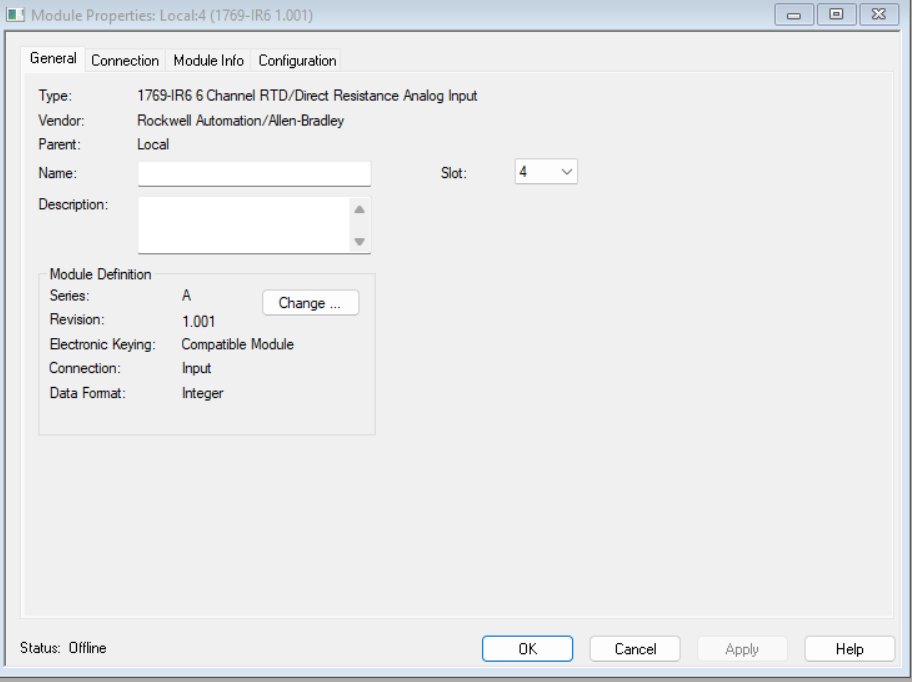 Module Properties: Local:4 (1769-IR6 1.001)
General Connection Module Info Configuration
Type: 1769-IR6 6 Channel RTD/Direct Resistance Analog Input
Vendor: Rockwell Automation/Allen-Bradley
Parent: Local
Name: Slot: 4
Description:
Module Definition
Series: A Change ...
Revision: 1.001
Electronic Keying: Compatible Module
Connection: Input
Data Format: Integer
Status: Offline OK Cancel Apply Help